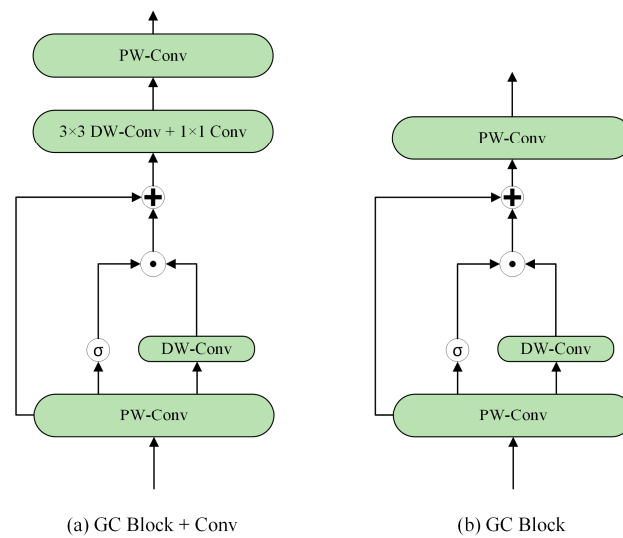 PW-Conv
3×3 DW-Conv + 1×1 Conv
σ
DW-Conv
PW-Conv
(a) GC Block + Conv
PW-Conv
σ
DW-Conv
PW-Conv
(b) GC Block